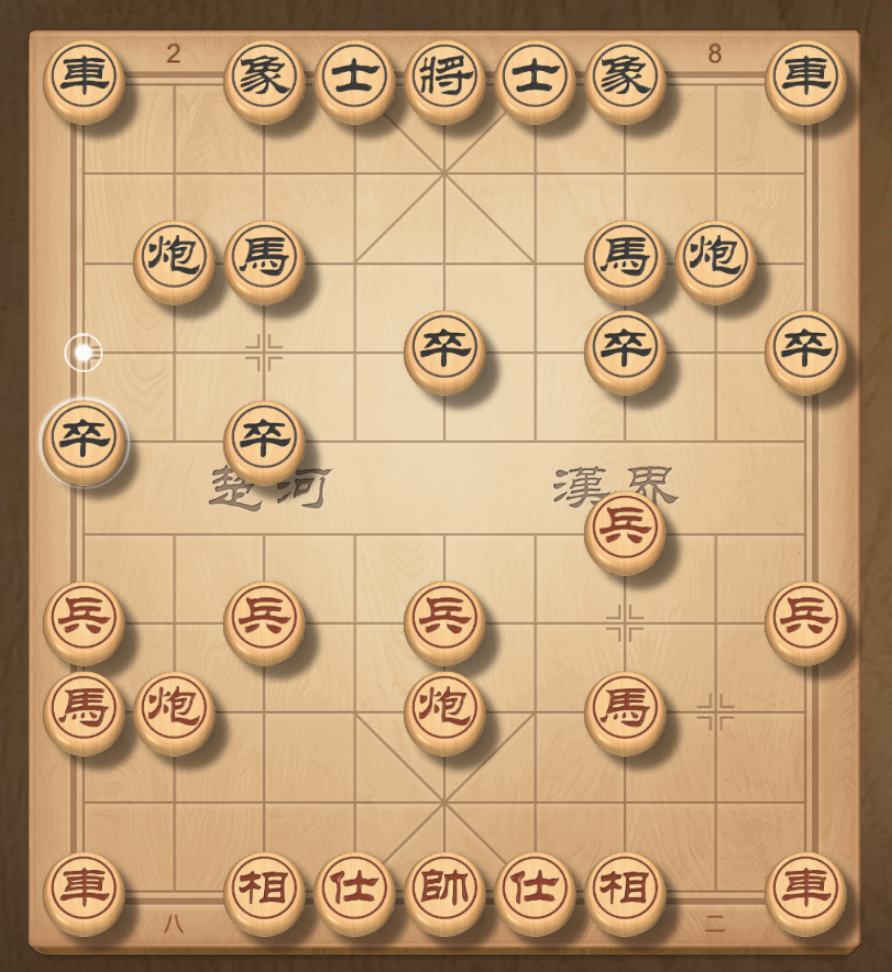 2 8
車 象 士 將 士 象 車
炮 馬 馬 炮
卒 卒 卒
卒 卒
楚河 漢界
兵
兵 兵 兵 兵
馬 炮 炮 馬
車 相 仕 帥 仕 相 車
八 二